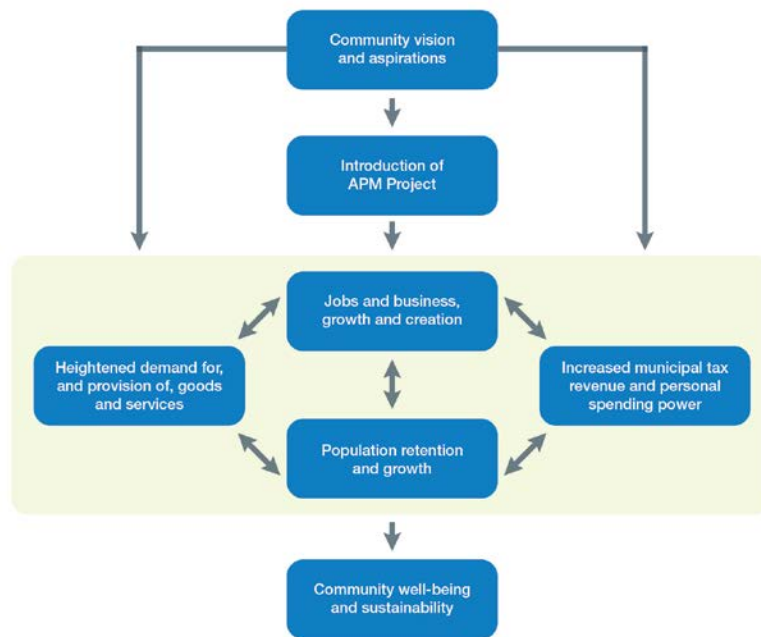 Community vision
and aspirations
Introduction of
APM Project
Jobs and business,
growth and creation
Heightened demand for,
and provision of, goods
and services
Increased municipal tax
revenue and personal
spending power
Population retention
and growth
Community well-being
and sustainability